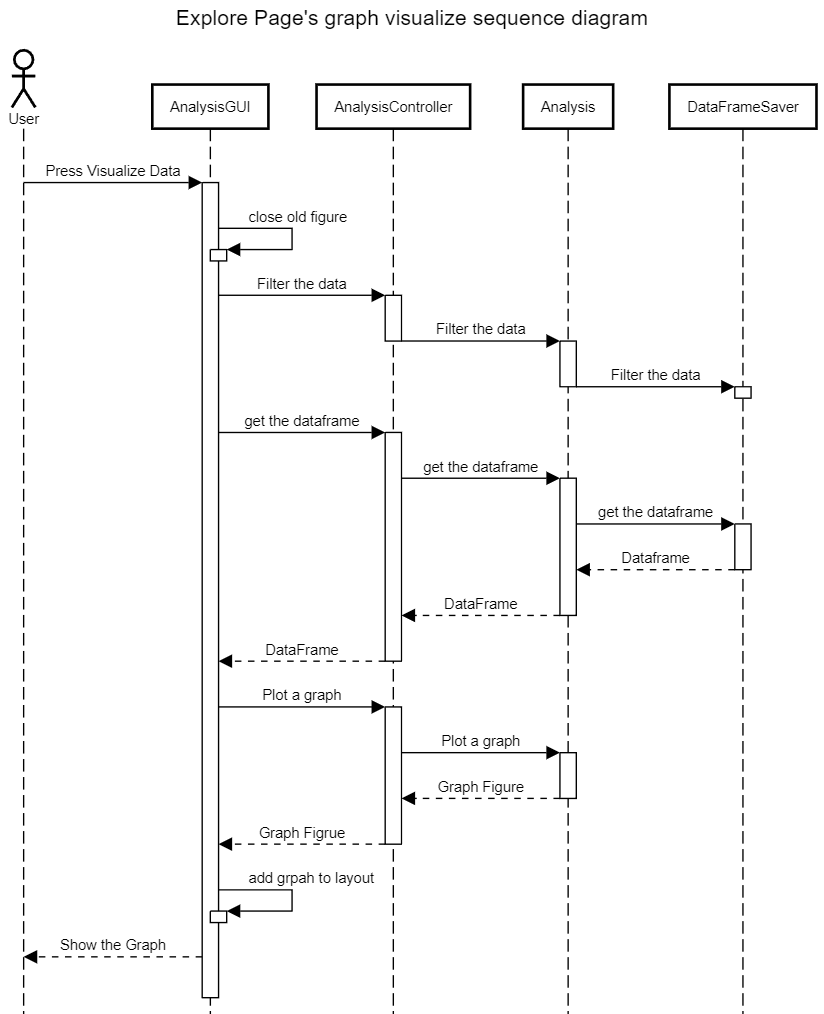 Explore Page's graph visualize sequence diagram
User
AnalysisGUI
AnalysisController
Analysis
DataFrameSaver
Press Visualize Data
close old figure
Filter the data
Filter the data
Filter the data
get the dataframe
get the dataframe
get the dataframe
Dataframe
DataFrame
DataFrame
Plot a graph
Plot a graph
Graph Figure
Graph Figrue
add grpah to layout
Show the Graph